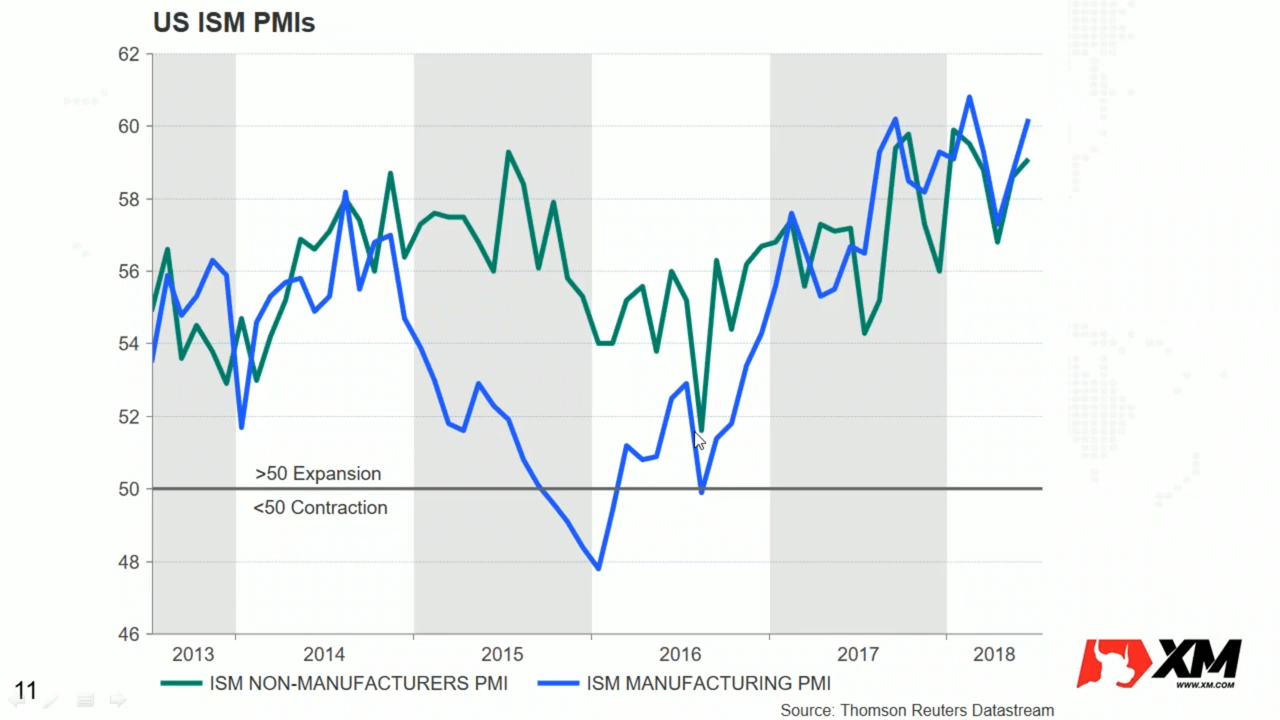 US ISM PMIs
62
60
58
56
54
52
50
48
46
>50 Expansion
<50 Contraction
2013 2014 2015 2016 2017 2018
ISM NON-MANUFACTURERS PMI ISM MANUFACTURING PMI
Source: Thomson Reuters Datastream
11
XM
WWW.XM.COM